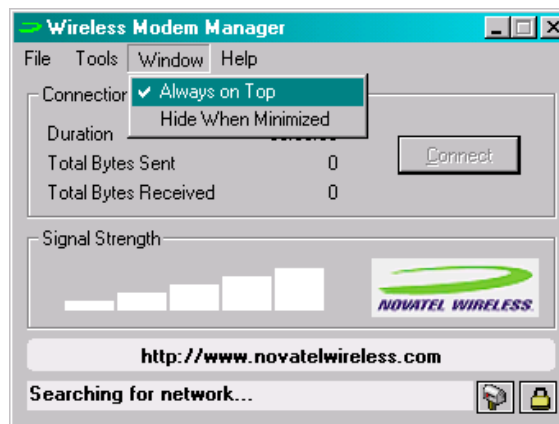 Wireless Modem Manager
File Tools Window Help
Always on Top
Hide When Minimized
Connection
Duration
Total Bytes Sent 0
Connect
Total Bytes Received 0
Signal Strength
NOVATEL WIRELESS.
http://www.novatelwireless.com
Searching for network...